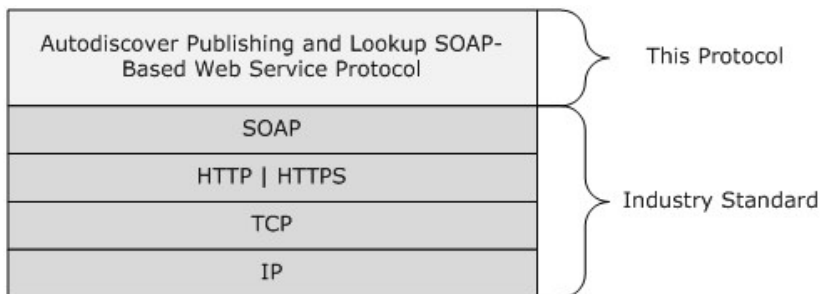 Autodiscover Publishing and Lookup SOAP-
Based Web Service Protocol
This Protocol
SOAP
HTTP | HTTPS
TCP
IP
Industry Standard